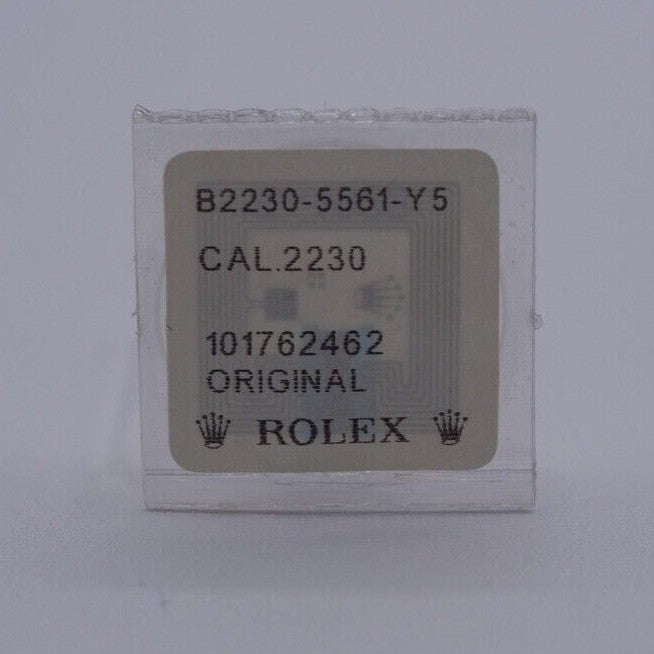 B2230-5561-Y5
CAL.2230
101762462
ORIGINAL
ROLEX